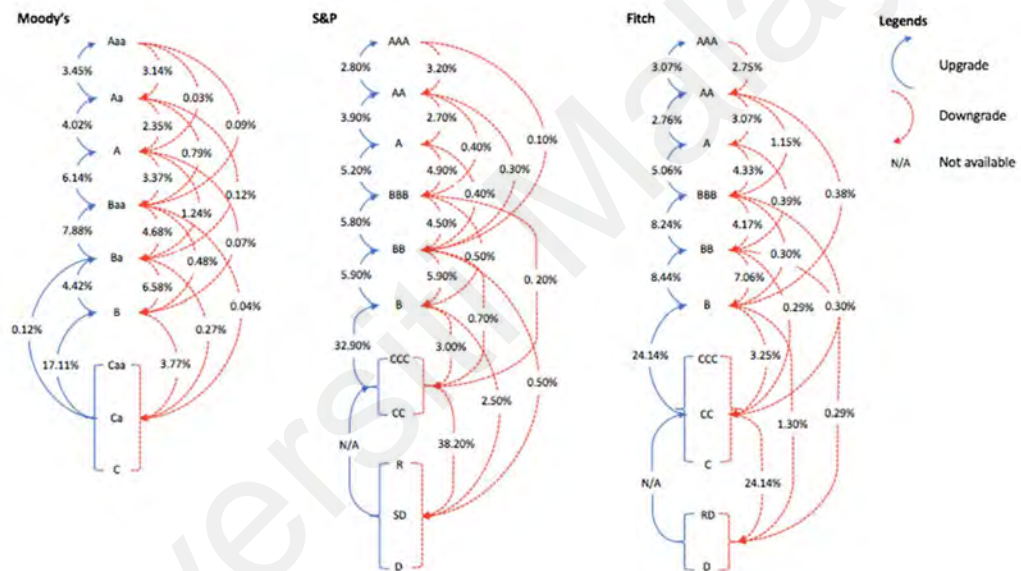 Moody's
Aaa
3.45%
3.14%
Aa
0.03%
4.02%
2.35%
0.09%
A
0.79%
6.14%
3.37%
0.12%
Baa
1.24%
7.88%
4.68%
0.07%
Ba
0.48%
4.42%
6.58%
0.04%
B
0.12%
0.27%
17.11%
Caa
3.77%
Ca
C
S&P
AAA
2.80%
3.20%
AA
3.90%
2.70%
0.10%
A
0.40%
5.20%
4.90%
0.30%
BBB
0.40%
5.80%
4.50%
BB
0.50%
5.90%
5.90%
0.20%
B
0.70%
32.90%
3.00%
CCC
0.50%
2.50%
CC
N/A
38.20%
R
SD
D
Fitch
AAA
3.07%
2.75%
AA
2.76%
3.07%
A
1.15%
5.06%
4.33%
BBB
0.39%
0.38%
8.24%
4.17%
BB
0.30%
8.44%
7.06%
B
0.29%
0.30%
24.14%
CCC
3.25%
CC
1.30%
0.29%
C
N/A
24.14%
RD
D
Legends
Upgrade
Downgrade
N/A Not available